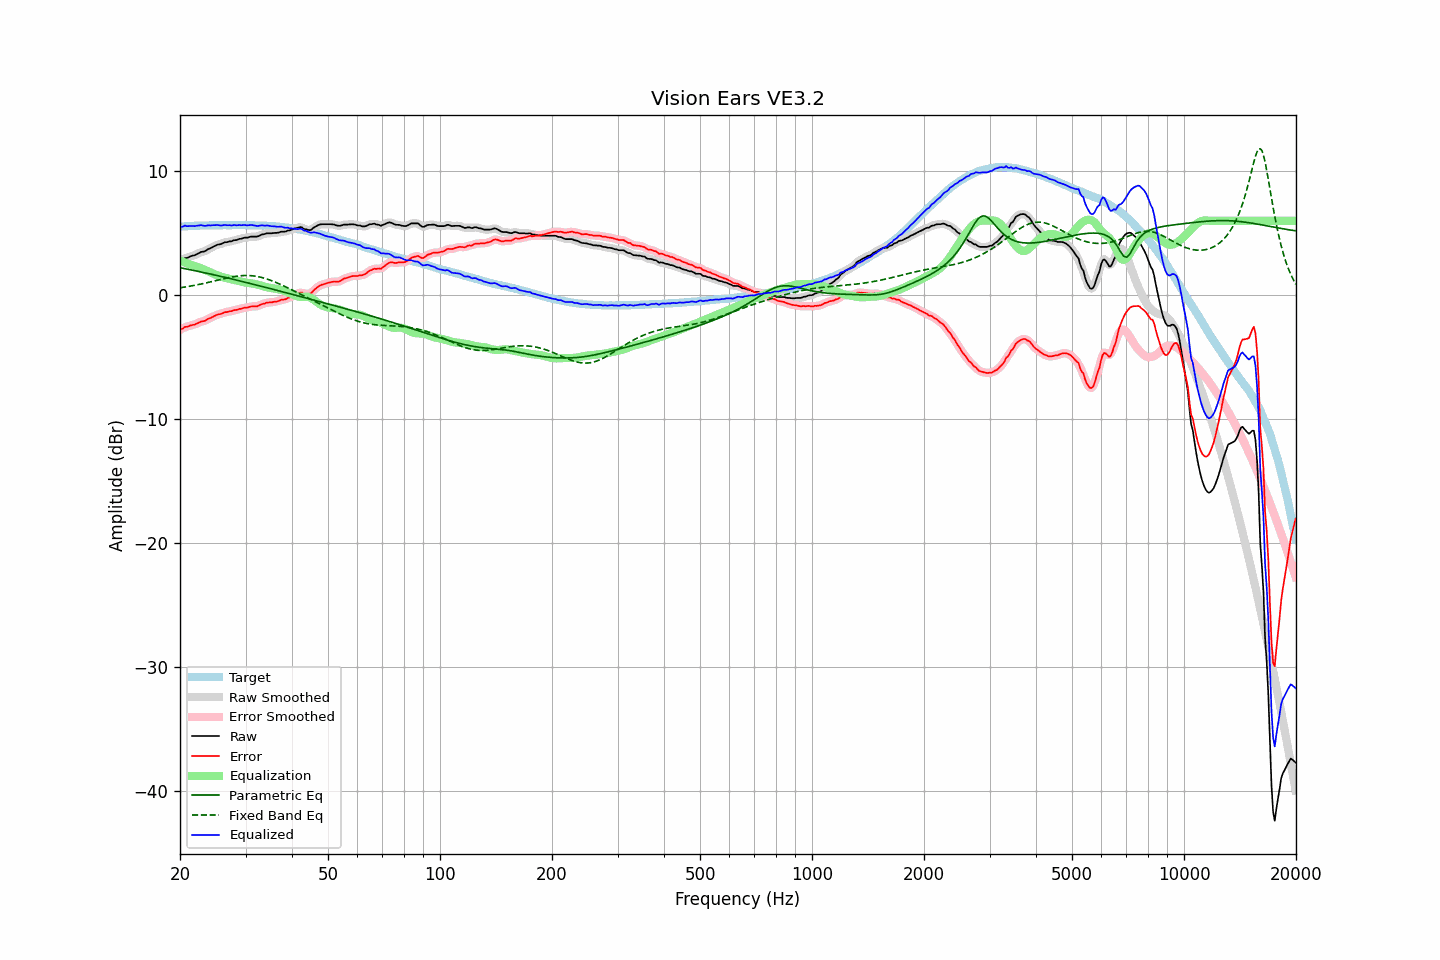 Vision Ears VE3.2
Amplitude (dBr)
10
0
−10
−20
−30
−40
Target
Raw Smoothed
Error Smoothed
Raw
Error
Equalization
Parametric Eq
Fixed Band Eq
Equalized
20 50 100 200 500 1000 2000 5000 10000 20000
Frequency (Hz)